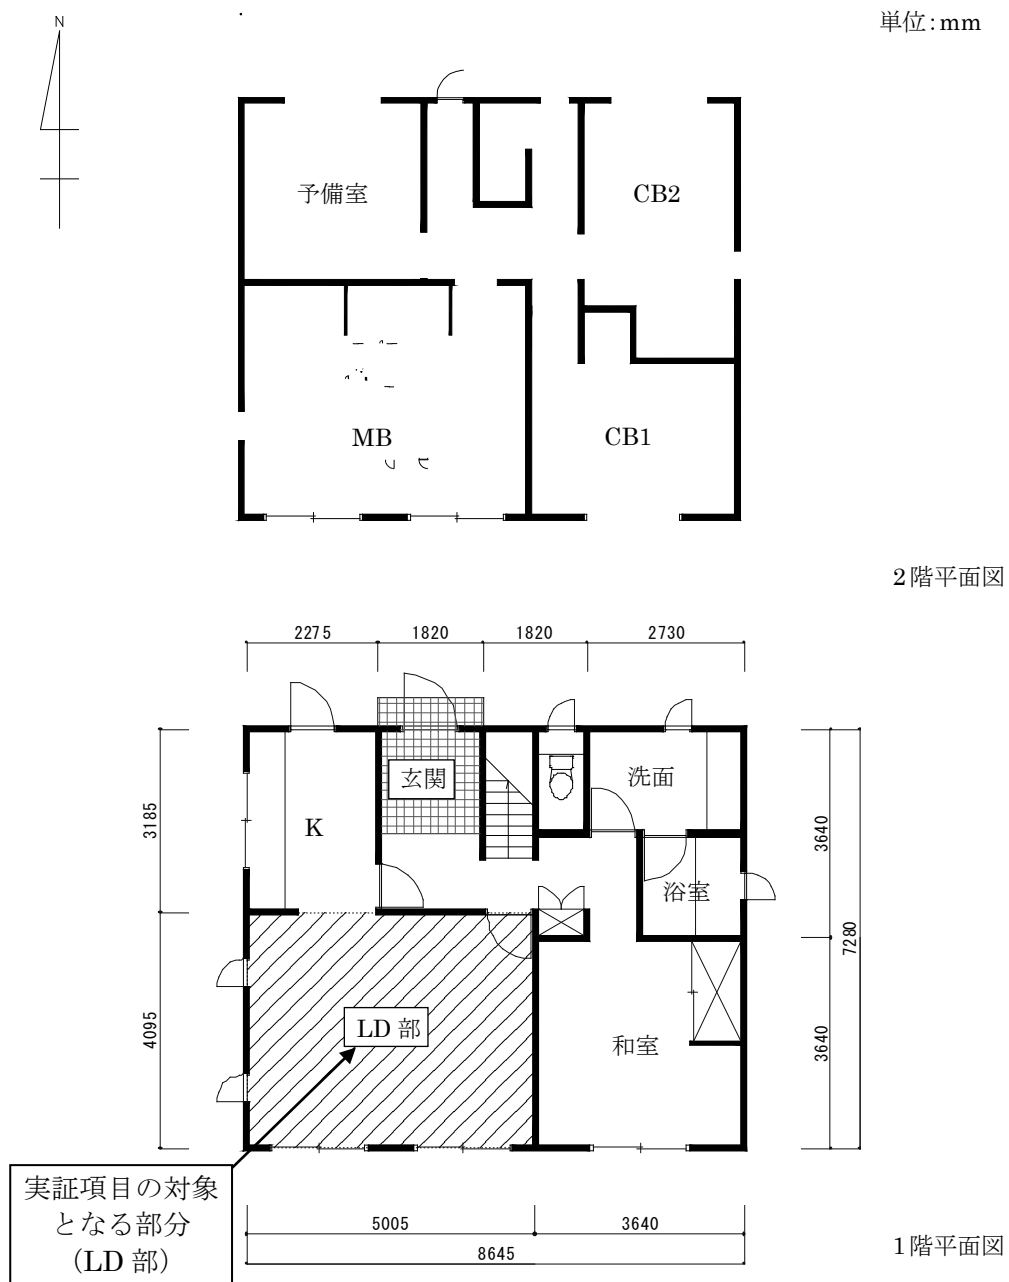 N
単位:mm
予備室
CB2
MB
CB1
2階平面図
2275
1820
1820
2730
玄関
洗面
K
浴室
3185
3640
7280
LD 部
和室
4095
3640
実証項目の対象
となる部分
(LD 部)
5005
3640
8645
1階平面図